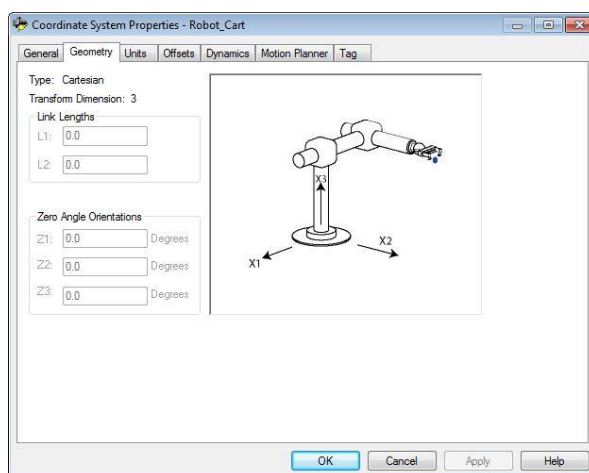 Coordinate System Properties - Robot_Cart
General Geometry Units Offsets Dynamics Motion Planner Tag
Type: Cartesian
Transform Dimension: 3
Link Lengths
L1: 0.0
L2: 0.0
Zero Angle Orientations
Z1: 0.0 Degrees
Z2: 0.0 Degrees
Z3: 0.0 Degrees
X3
X1
X2
OK Cancel Apply Help